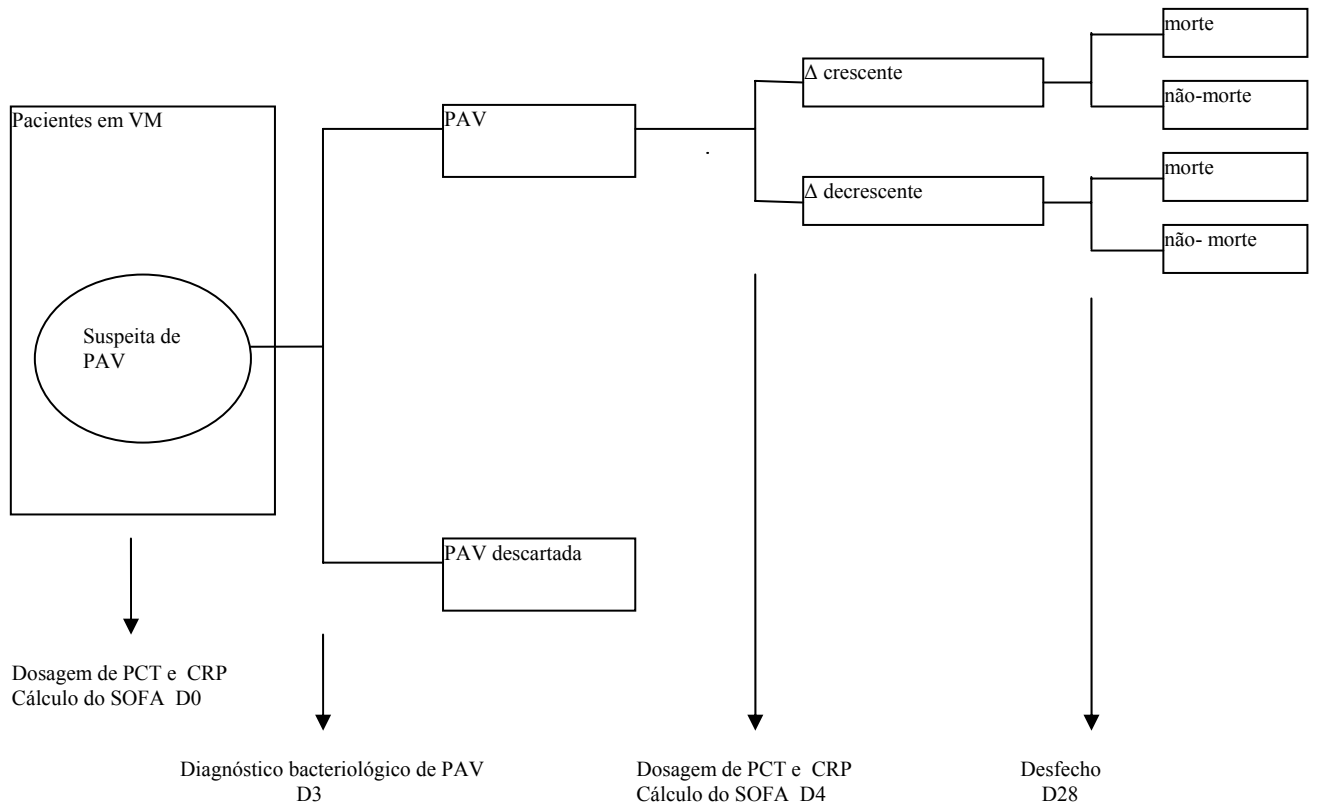 morte
Δ crescente
não-morte
Pacientes em VM
PAV
morte
Δ decrescente
não- morte
Suspeita de
PAV
PAV descartada
Dosagem de PCT e CRP
Cálculo do SOFA D0
Diagnóstico bacteriológico de PAV
D3
Dosagem de PCT e CRP
Cálculo do SOFA D4
Desfecho
D28